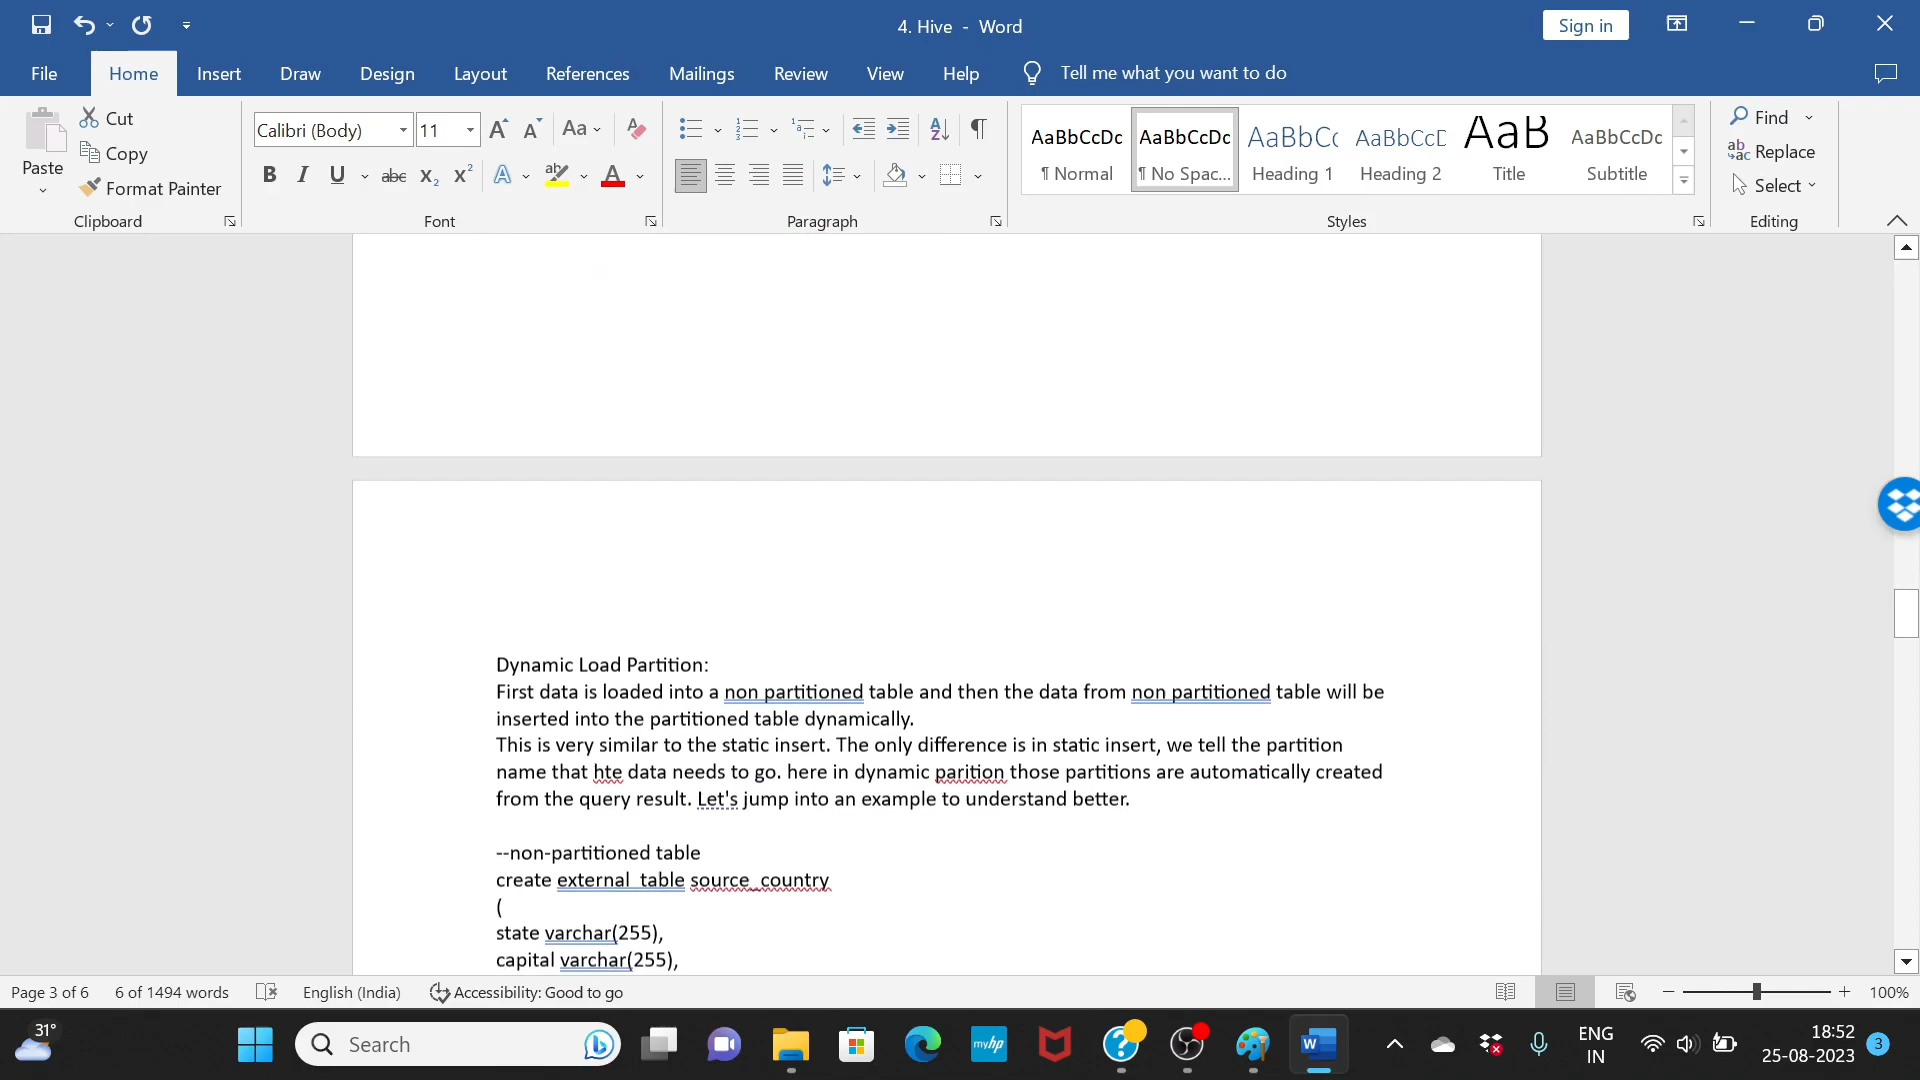 4. Hive - Word
Sign in
File Home Insert Draw Design Layout References Mailings Review View Help Tell me what you want to do
Paste
Cut
Copy
Format Painter
Clipboard
Calibri (Body) 11
Font
Paragraph
AaBbCcDc AaBbCcDc AaBbCc AaBbCcD AaB AaBbCcDc
¶ Normal ¶ No Spac... Heading 1 Heading 2 Title Subtitle
Styles
Find
Replace
Select
Editing
Dynamic Load Partition:
First data is loaded into a non partitioned table and then the data from non partitioned table will be
inserted into the partitioned table dynamically.
This is very similar to the static insert. The only difference is in static insert, we tell the partition
name that hte data needs to go. here in dynamic parition those partitions are automatically created
from the query result. Let's jump into an example to understand better.
--non-partitioned table
create external table source_country
(
state varchar(255),
capital varchar(255),
Page 3 of 6 6 of 1494 words English (India) Accessibility: Good to go 100%
31°
Search
myhp
ENG
IN
18:52
25-08-2023
3